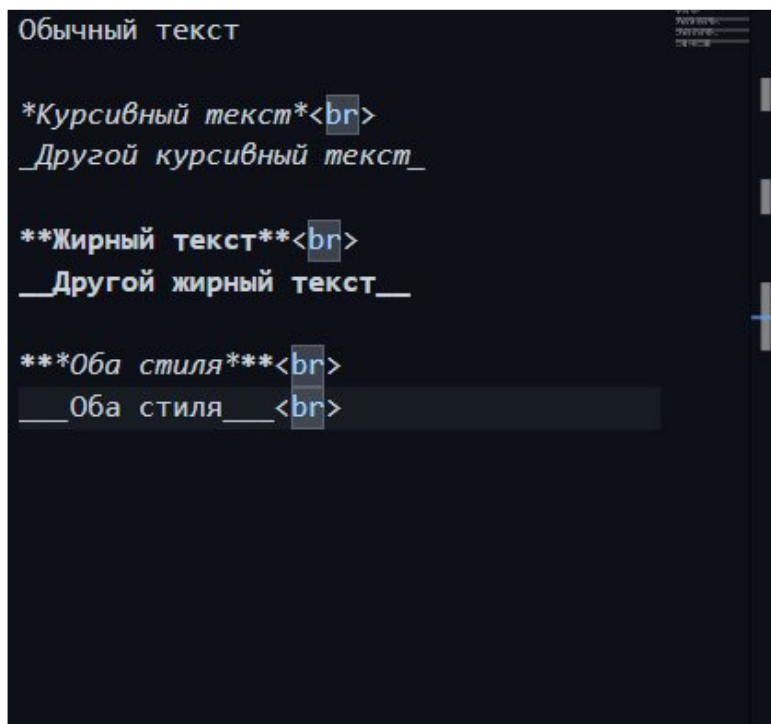 Обычный текст
*Курсивный текст*<br>
_Другой курсивный текст_
**Жирный текст**<br>
__Другой жирный текст__
***Оба стиля***<br>
___Оба стиля___<br>